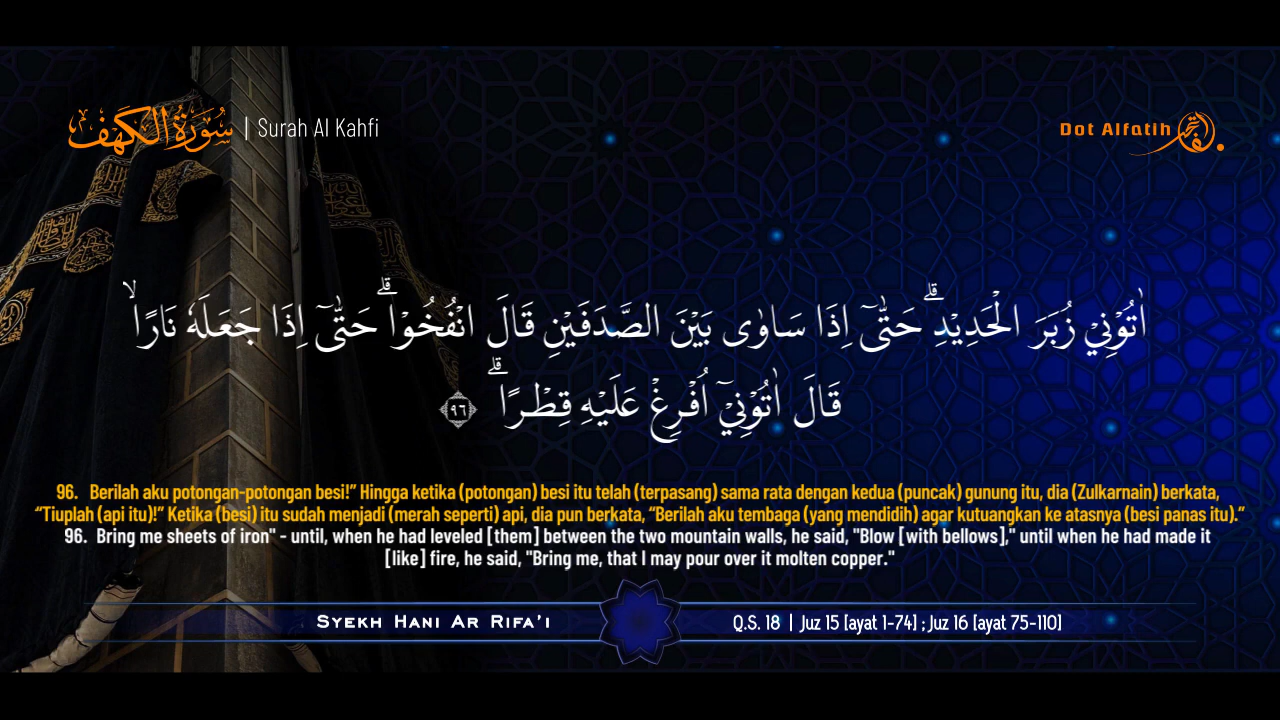 سُوْرَةُ الْكَهْفِ | Surah Al Kahfi
Dot Alfatih
اٰتُوْنِيْ زُبَرَ الْحَدِيْدِۗ حَتّٰىٓ اِذَا سَاوٰى بَيْنَ الصَّدَفَيْنِ قَالَ انْفُخُوْاۗ حَتّٰىٓ اِذَا جَعَلَهٗ نَارًاۙ
قَالَ اٰتُوْنِيْٓ اُفْرِغْ عَلَيْهِ قِطْرًاۗ ٩٦
96. Berilah aku potongan-potongan besi!” Hingga ketika (potongan) besi itu telah (terpasang) sama rata dengan kedua (puncak) gunung itu, dia (Zulkarnain) berkata,
“Tiuplah (api itu)!” Ketika (besi) itu sudah menjadi (merah seperti) api, dia pun berkata, “Berilah aku tembaga (yang mendidih) agar kutuangkan ke atasnya (besi panas itu).”
96. Bring me sheets of iron" - until, when he had leveled [them] between the two mountain walls, he said, "Blow [with bellows]," until when he had made it
[like] fire, he said, "Bring me, that I may pour over it molten copper."
Syekh Hani Ar Rifa'i
Q.S. 18 | Juz 15 [ayat 1-74] ; Juz 16 [ayat 75-110]